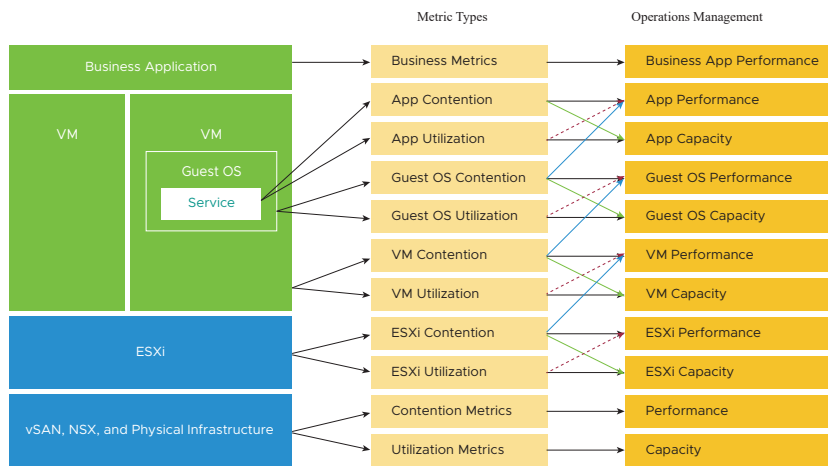 Metric Types
Operations Management
Business Application
Business Metrics
Business App Performance
VM
VM
App Contention
App Performance
App Utilization
App Capacity
Guest OS
Guest OS Contention
Guest OS Performance
Service
Guest OS Utilization
Guest OS Capacity
VM Contention
VM Performance
VM Utilization
VM Capacity
ESXi
ESXi Contention
ESXi Performance
ESXi Utilization
ESXi Capacity
vSAN, NSX, and Physical Infrastructure
Contention Metrics
Performance
Utilization Metrics
Capacity